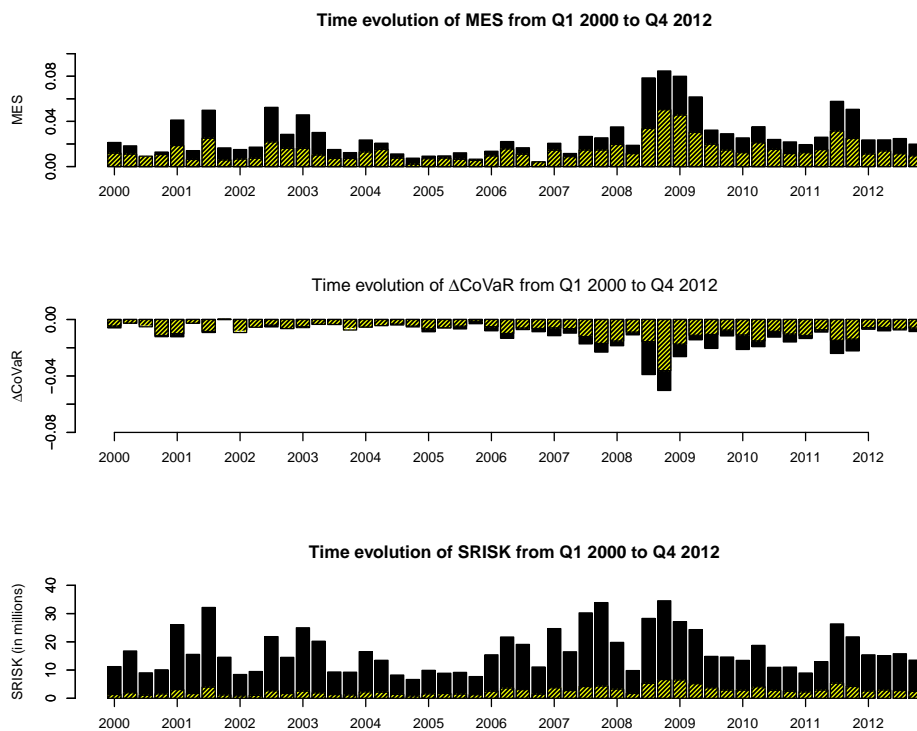 Time evolution of MES from Q1 2000 to Q4 2012
MES
0.08
0.04
0.00
2000 2001 2002 2003 2004 2005 2006 2007 2008 2009 2010 2011 2012
Time evolution of ΔCoVaR from Q1 2000 to Q4 2012
ΔCoVaR
0.00
−0.04
−0.08
2000 2001 2002 2003 2004 2005 2006 2007 2008 2009 2010 2011 2012
Time evolution of SRISK from Q1 2000 to Q4 2012
SRISK (in millions)
40
30
20
10
0
2000 2001 2002 2003 2004 2005 2006 2007 2008 2009 2010 2011 2012